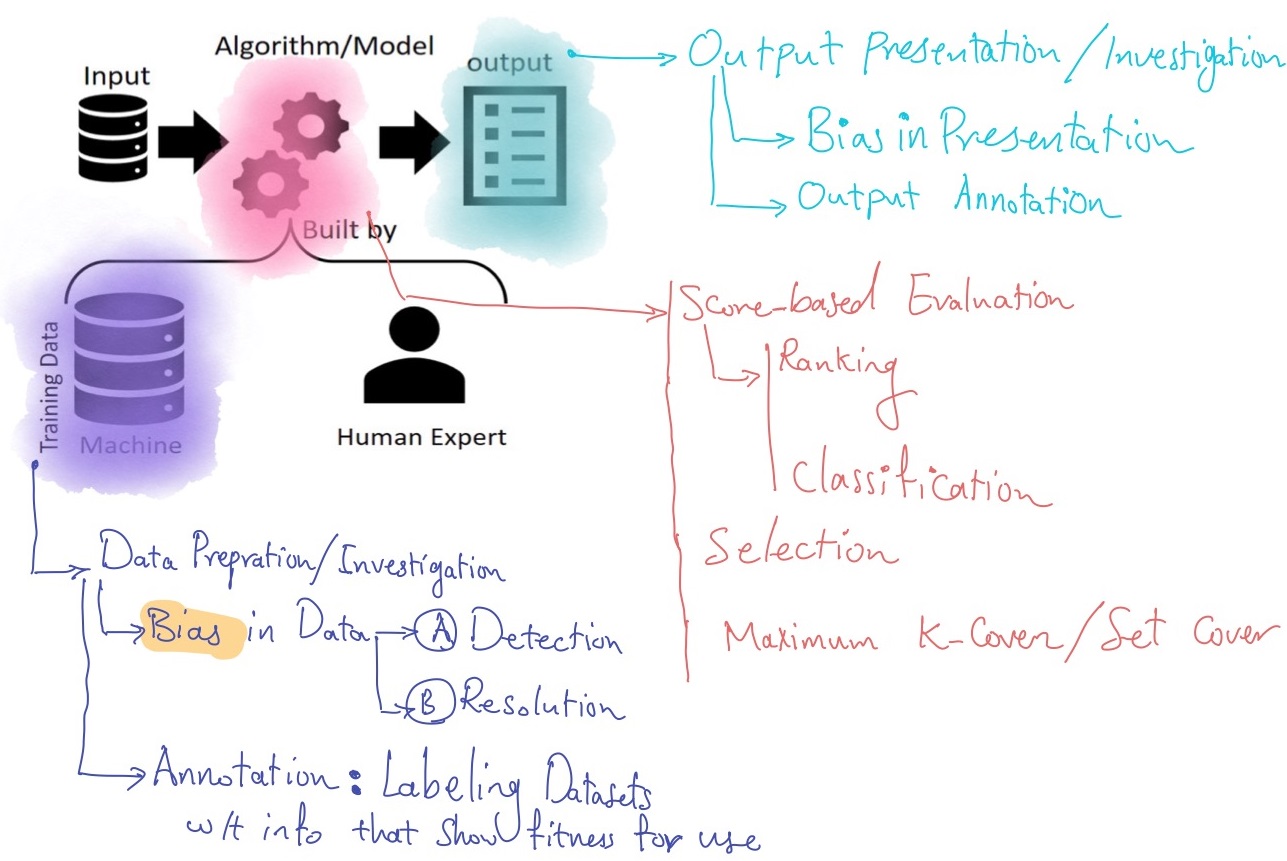 Algorithm/Model
Input
output
Built by
Training Data
Machine
Human Expert
Output Presentation/Investigation
Bias in Presentation
Output Annotation
Score-based Evaluation
Ranking
Classification
Selection
Maximum K-Cover/Set Cover
Data Prepration/Investigation
Bias in Data
A Detection
B Resolution
Annotation: Labeling Datasets
w/t info that show fitness for use